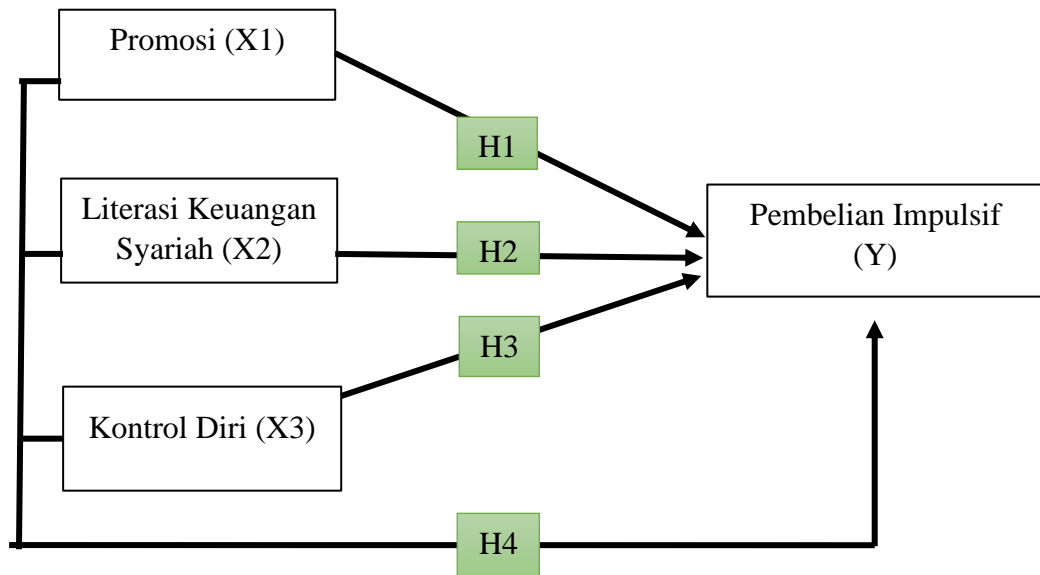 Promosi (X1)
H1
Literasi Keuangan
Syariah (X2)
H2
Pembelian Impulsif
(Y)
H3
Kontrol Diri (X3)
H4